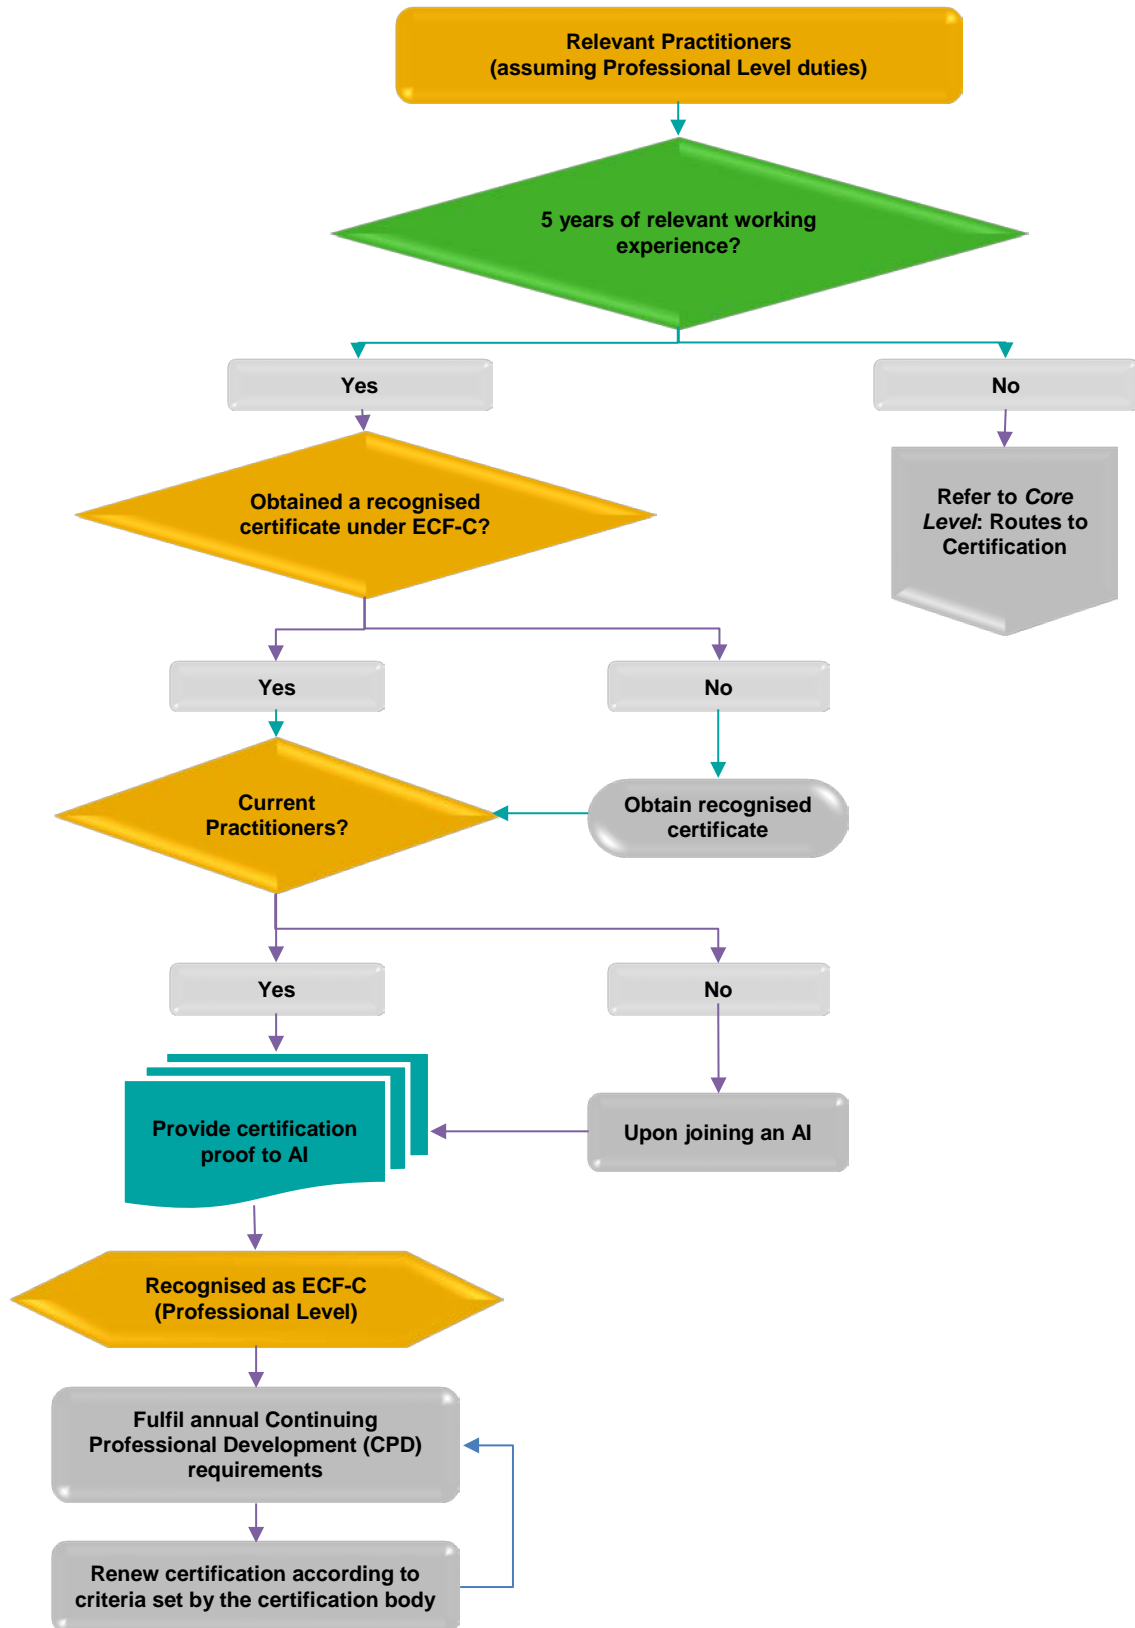 Relevant Practitioners
(assuming Professional Level duties)
5 years of relevant working
experience?
Yes
No
Obtained a recognised
certificate under ECF-C?
Refer to Core
Level: Routes to
Certification
Yes
No
Current
Practitioners?
Obtain recognised
certificate
Yes
No
Provide certification
proof to AI
Upon joining an AI
Recognised as ECF-C
(Professional Level)
Fulfil annual Continuing
Professional Development (CPD)
requirements
Renew certification according to
criteria set by the certification body